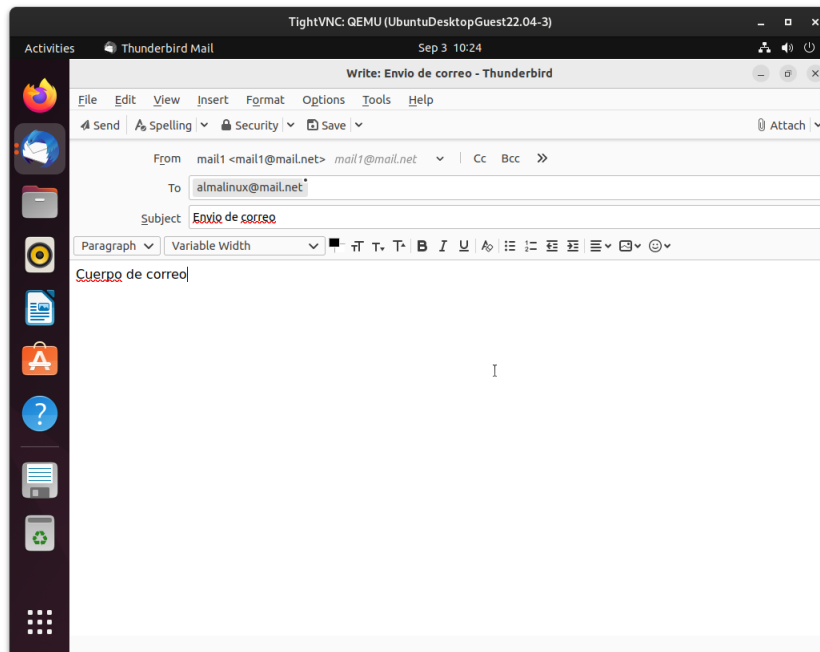 TightVNC: QEMU (UbuntuDesktopGuest22.04-3)
Activities Thunderbird Mail Sep 3 10:24
Write: Envio de correo - Thunderbird
File Edit View Insert Format Options Tools Help
Send Spelling Security Save Attach
From mail1 <mail1@mail.net> mail1@mail.net Cc Bcc
To almalinux@mail.net
Subject Envio de correo
Paragraph Variable Width
Cuerpo de correo